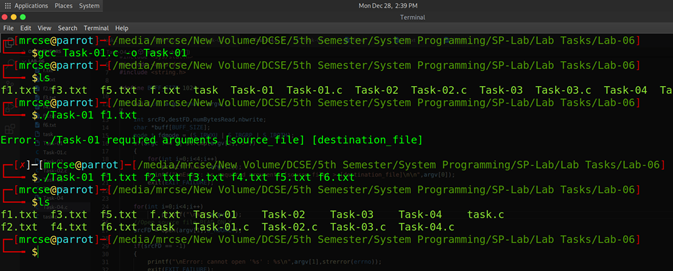 Applications Places System
Mon Dec 28, 2:39 PM
Terminal
File Edit View Search Terminal Help
[mrcse@parrot]─[/media/mrcse/New Volume/DCSE/5th Semester/System Programming/SP-Lab/Lab Tasks/Lab-06]
$gcc Task-01.c -o Task-01
[mrcse@parrot]─[/media/mrcse/New Volume/DCSE/5th Semester/System Programming/SP-Lab/Lab Tasks/Lab-06]
$ls
f1.txt f3.txt f5.txt f.txt task Task-01 Task-01.c Task-02 Task-02.c Task-03 Task-03.c Task-04 Ta
[mrcse@parrot]─[/media/mrcse/New Volume/DCSE/5th Semester/System Programming/SP-Lab/Lab Tasks/Lab-06]
$./Task-01 f1.txt
Error: ./Task-01 required arguments [source_file] [destination_file]
[✗]─[mrcse@parrot]─[/media/mrcse/New Volume/DCSE/5th Semester/System Programming/SP-Lab/Lab Tasks/Lab-06]
$./Task-01 f1.txt f2.txt f3.txt f4.txt f5.txt f6.txt
[mrcse@parrot]─[/media/mrcse/New Volume/DCSE/5th Semester/System Programming/SP-Lab/Lab Tasks/Lab-06]
$ls
f1.txt f3.txt f5.txt f.txt Task-01 Task-02 Task-03 Task-04 task.c
f2.txt f4.txt f6.txt task Task-01.c Task-02.c Task-03.c Task-04.c
[mrcse@parrot]─[/media/mrcse/New Volume/DCSE/5th Semester/System Programming/SP-Lab/Lab Tasks/Lab-06]
$